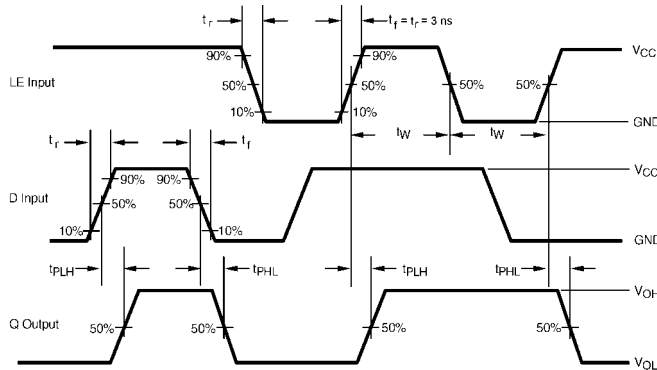 tr
tf = tr = 3 ns
VCC
90%
90%
LE Input
50%
50%
50%
50%
10%
10%
GND
tW
tW
tr
tf
VCC
90%
90%
D Input
50%
50%
10%
10%
GND
tPLH
tPHL
tPLH
tPHL
VOH
Q Output
50%
50%
50%
50%
VOL